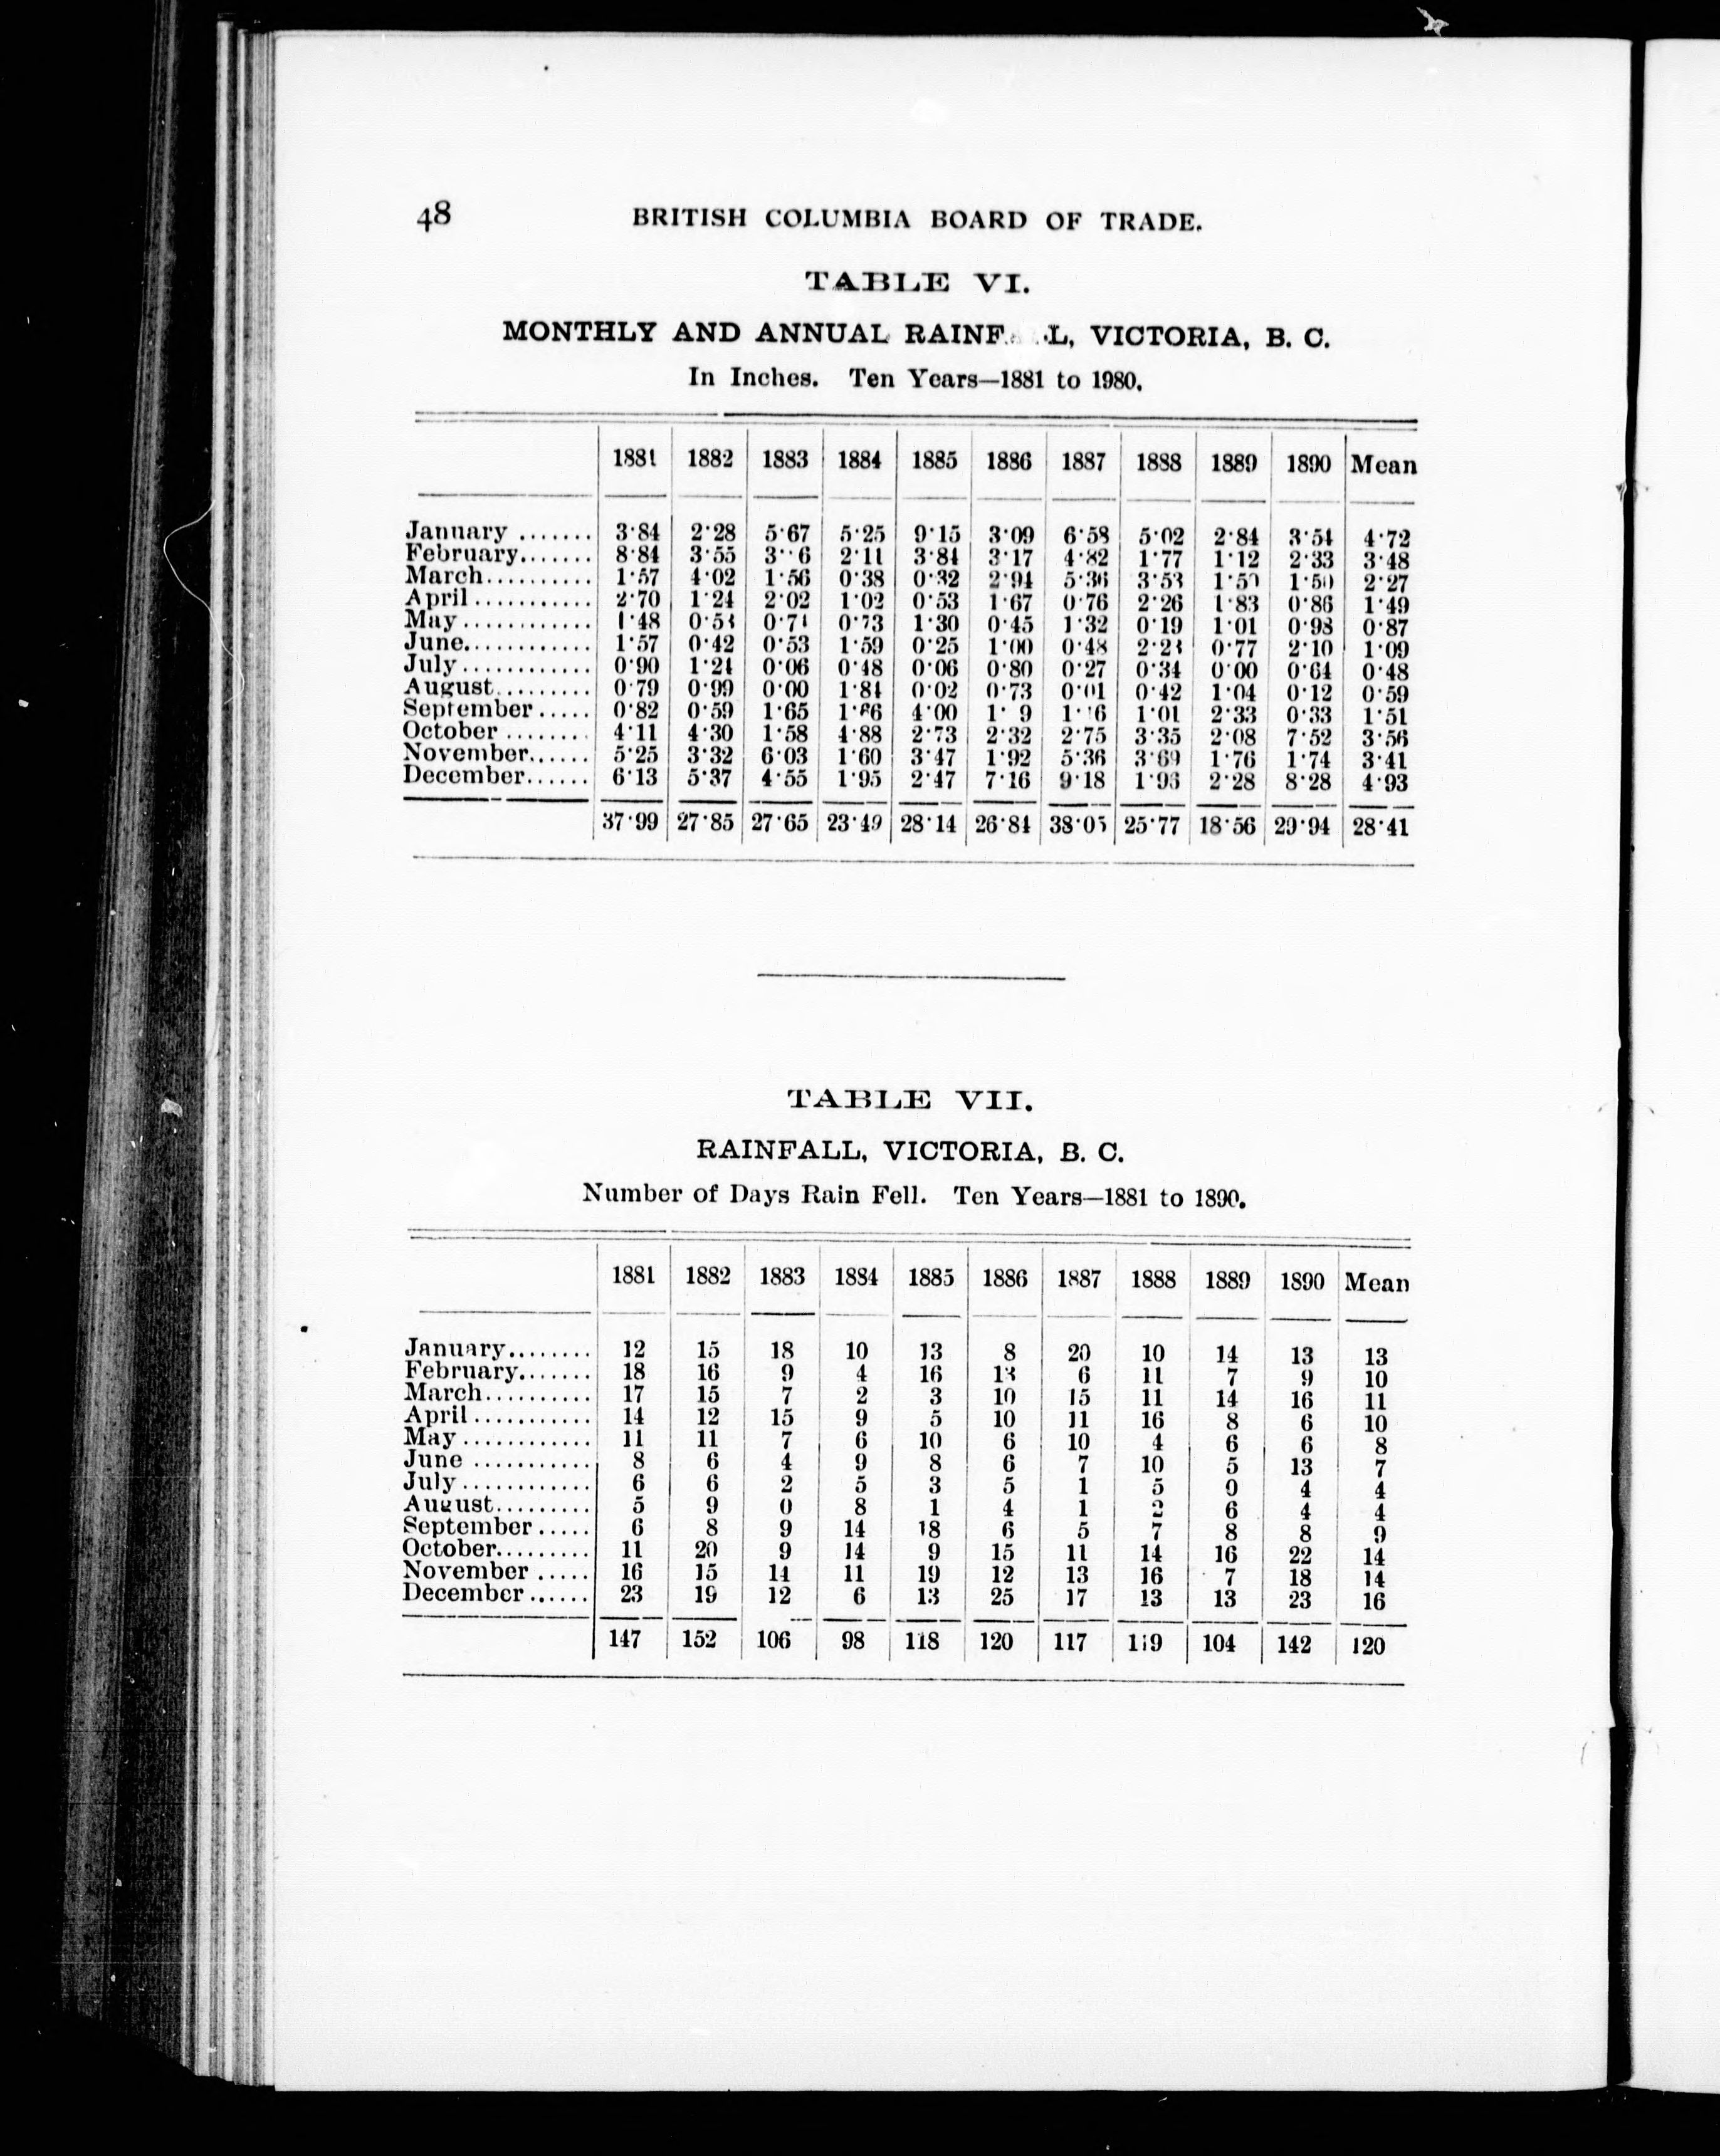 48 BRITISH COLUMBIA BOARD OF TRADE.
TABLE VI.
MONTHLY AND ANNUAL VICTORIA, B. C.
In Inches. Ten Years—1881 to 1980.
1881 1882 1883 1884 1885 1886 1887 1888 1889 1890 Mean
January ....... 3·84 2·28 5·67 5·25 9·15 3·09 6·58 5·02 2·84 3·54 4·72
February....... 8·84 3·55 2·11 3·84 3·17 4·82 1·77 1·12 2·33 3·48
March.......... 1·57 4·02 1·56 0·38 0·32 2·94 5·36 3·53 1·50 1·50 2·27
April ........... 2·70 1·24 2·02 1·02 0·53 1·67 0·76 2·26 1·83 0·86 1·49
May ............ 1·48 0·54 0·71 0·73 1·30 0·45 1·32 0·19 1·01 0·98 0·87
June............ 1·57 0·42 0·53 1·59 0·25 1·00 0·48 2·10 1·09 0·77
July............ 0·90 1·24 0·06 0·48 0·06 0·80 0·27 0·34 0·00 0·64 0·48
August......... 0·79 0·99 0·00 1·84 0·02 0·73 0·01 0·42 1·04 0·12 0·59
September ..... 0·82 0·59 1·65 4·00 1·01 2·33 0·33 1·51
October ........ 4·11 4·30 1·58 4·88 2·73 2·32 2·75 3·35 2·08 7·52 3·56
November...... 5·25 3·32 6·03 1·60 3·47 1·92 5·36 3·69 1·76 1·74 3·41
December...... 6·13 5·37 4·55 1·95 2·47 7·16 9·18 1·96 2·28 8·28 4·93
37·99 27·85 27·65 23·49 28·14 26·84 38·05 25·77 18·56 29·94 28·41
TABLE VII.
RAINFALL, VICTORIA, B. C.
Number of Days Rain Fell. Ten Years—1881 to 1890.
1881 1882 1883 1884 1885 1886 1887 1888 1889 1890 Mean
January........ 12 15 18 10 13 8 20 10 14 13 13
February....... 18 16 9 4 16 13 6 11 7 9 10
March.......... 17 15 7 2 3 10 15 11 14 16 11
April ........... 14 12 15 9 5 10 11 16 8 6 10
May ............ 11 11 7 6 10 6 10 4 6 6 8
June ........... 8 6 4 9 8 6 7 10 5 13 7
July............ 6 6 2 5 3 5 1 5 0 4 4
August......... 5 9 0 8 1 4 1 2 6 4 4
September ..... 6 8 9 14 18 6 5 7 8 8 9
October......... 11 20 9 14 9 15 11 14 16 22 14
November ..... 16 15 14 11 19 12 13 16 7 18 14
December ...... 23 19 12 6 13 25 17 13 13 23 16
147 152 106 98 118 120 117 119 104 142 120